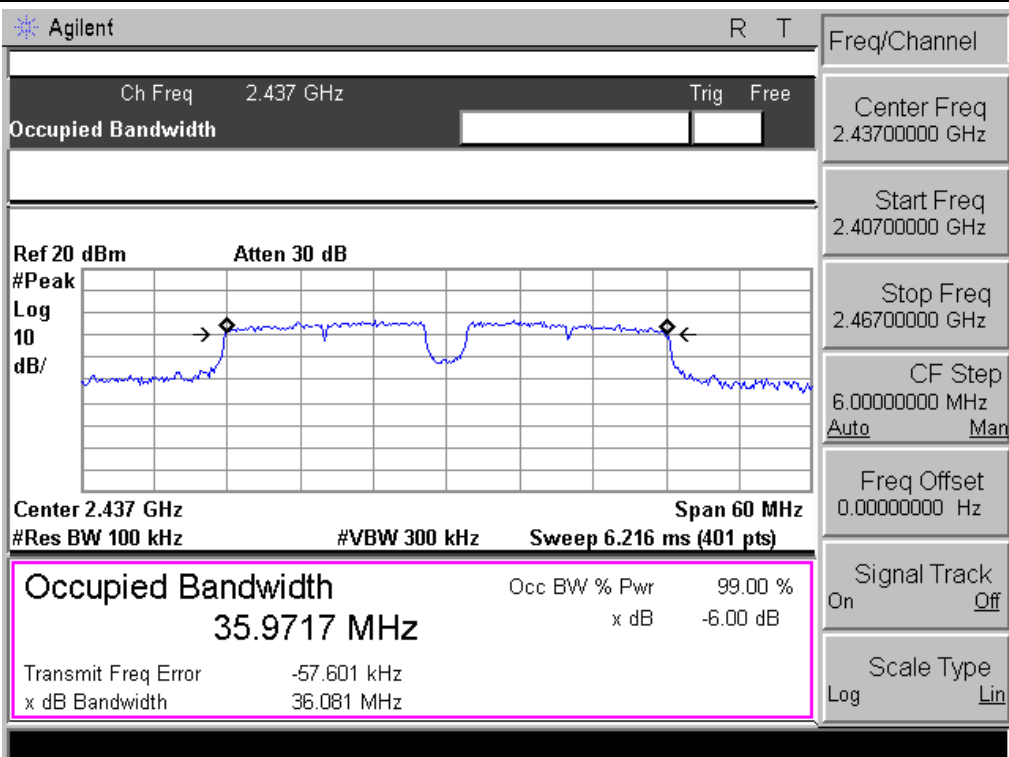 Agilent R T
Ch Freq 2.437 GHz Trig Free
Occupied Bandwidth
Ref 20 dBm Atten 30 dB
#Peak
Log
10
dB/
Center 2.437 GHz Span 60 MHz
#Res BW 100 kHz #VBW 300 kHz Sweep 6.216 ms (401 pts)
Occupied Bandwidth
35.9717 MHz
Occ BW % Pwr 99.00 %
x dB -6.00 dB
Transmit Freq Error -57.601 kHz
x dB Bandwidth 36.081 MHz
Freq/Channel
Center Freq
2.43700000 GHz
Start Freq
2.40700000 GHz
Stop Freq
2.46700000 GHz
CF Step
6.00000000 MHz
Auto Man
Freq Offset
0.00000000 Hz
Signal Track
On Off
Scale Type
Log Lin